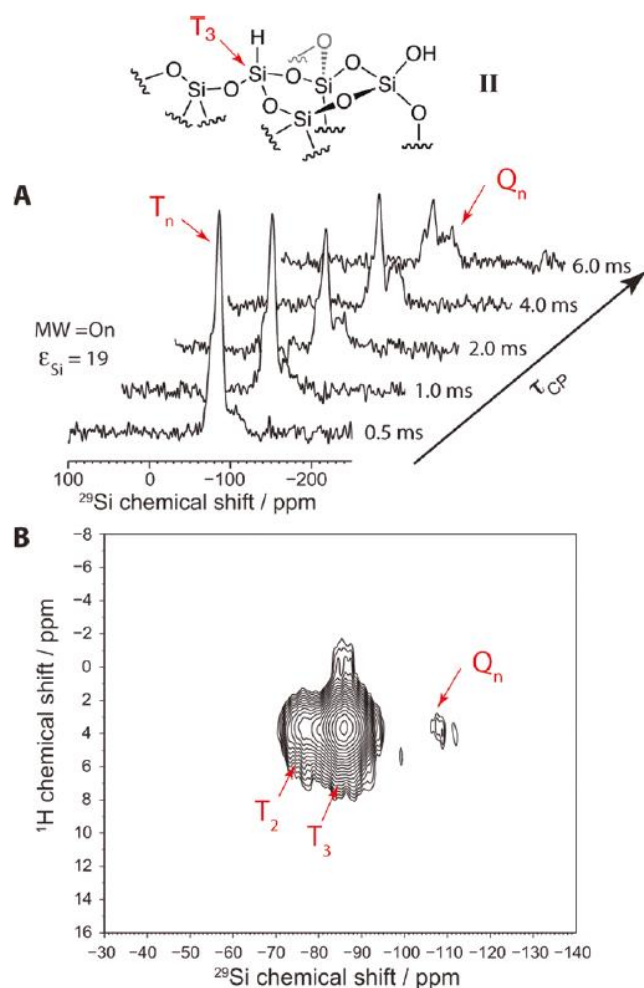 T3
H
O
OH
O
Si
O
Si
O
Si
O
Si
O
O
O
Si
II
A
Tn
Qn
6.0 ms
4.0 ms
MW =On
2.0 ms
εSi = 19
1.0 ms
τCP
0.5 ms
100 0 -100 -200
29Si chemical shift / ppm
B
-8
-6
-4
-2
0
2
4
6
8
10
12
14
16
1H chemical shift / ppm
Qn
T2
T3
-30 -40 -50 -60 -70 -80 -90 -100 -110 -120 -130 -140
29Si chemical shift / ppm